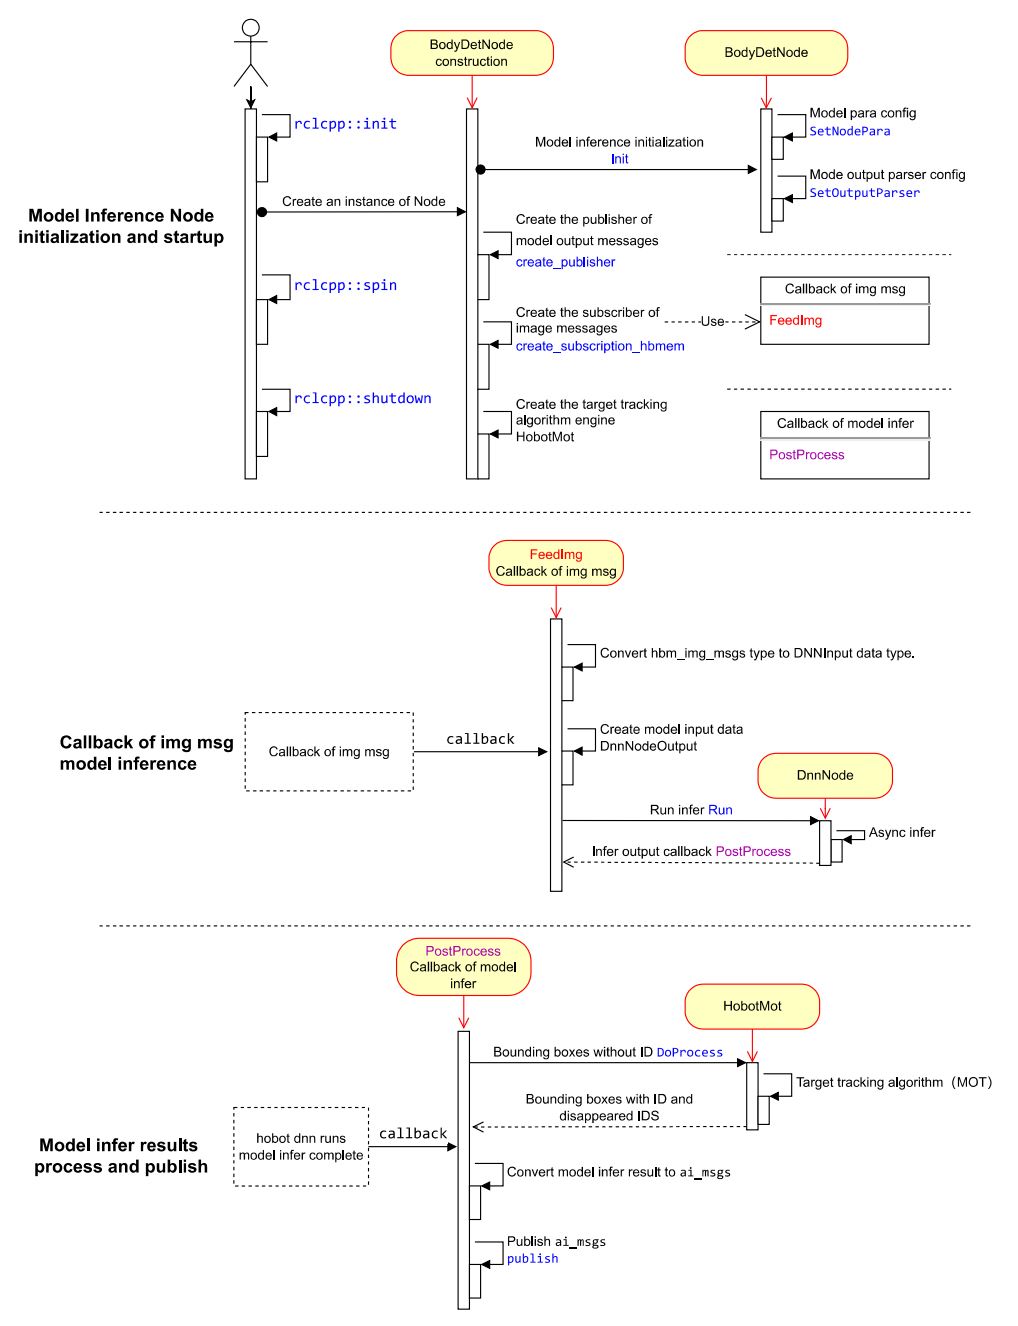 BodyDetNode
construction
BodyDetNode
rclcpp::init
Model para config
SetNodePara
Model inference initialization
Init
Mode output parser config
SetOutputParser
Create an instance of Node
Model Inference Node
initialization and startup
Create the publisher of
model output messages
create_publisher
rclcpp::spin
Callback of img msg
FeedImg
Create the subscriber of
image messages
create_subscription_hbmem
Use
rclcpp::shutdown
Create the target tracking
algorithm engine
HobotMot
Callback of model infer
PostProcess
FeedImg
Callback of img msg
Convert hbm_img_msgs type to DNNInput data type.
Callback of img msg
model inference
Callback of img msg
callback
Create model input data
DnnNodeOutput
DnnNode
Run infer Run
Async infer
Infer output callback PostProcess
PostProcess
Callback of model
infer
HobotMot
Bounding boxes without ID DoProcess
Target tracking algorithm (MOT)
Bounding boxes with ID and
disappeared IDS
Model infer results
process and publish
hobot dnn runs
model infer complete
callback
Convert model infer result to ai_msgs
Publish ai_msgs
publish